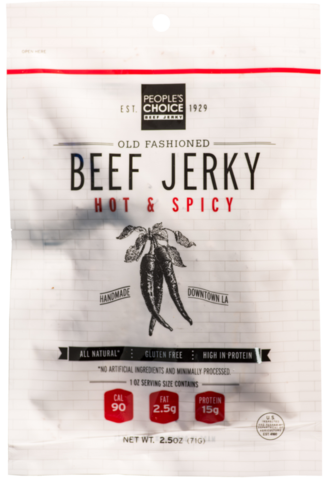 PEOPLE'S
CHOICE
BEEF JERKY
EST. 1929
OLD FASHIONED
BEEF JERKY
HOT & SPICY
HANDMADE DOWNTOWN LA
ALL NATURAL* GLUTEN FREE HIGH IN PROTEIN
*NO ARTIFICIAL INGREDIENTS AND MINIMALLY PROCESSED
1 OZ SERVING SIZE CONTAINS
CAL FAT PROTEIN
90 2.5g 15g
NET WT. 2.5OZ (71G)
U.S.